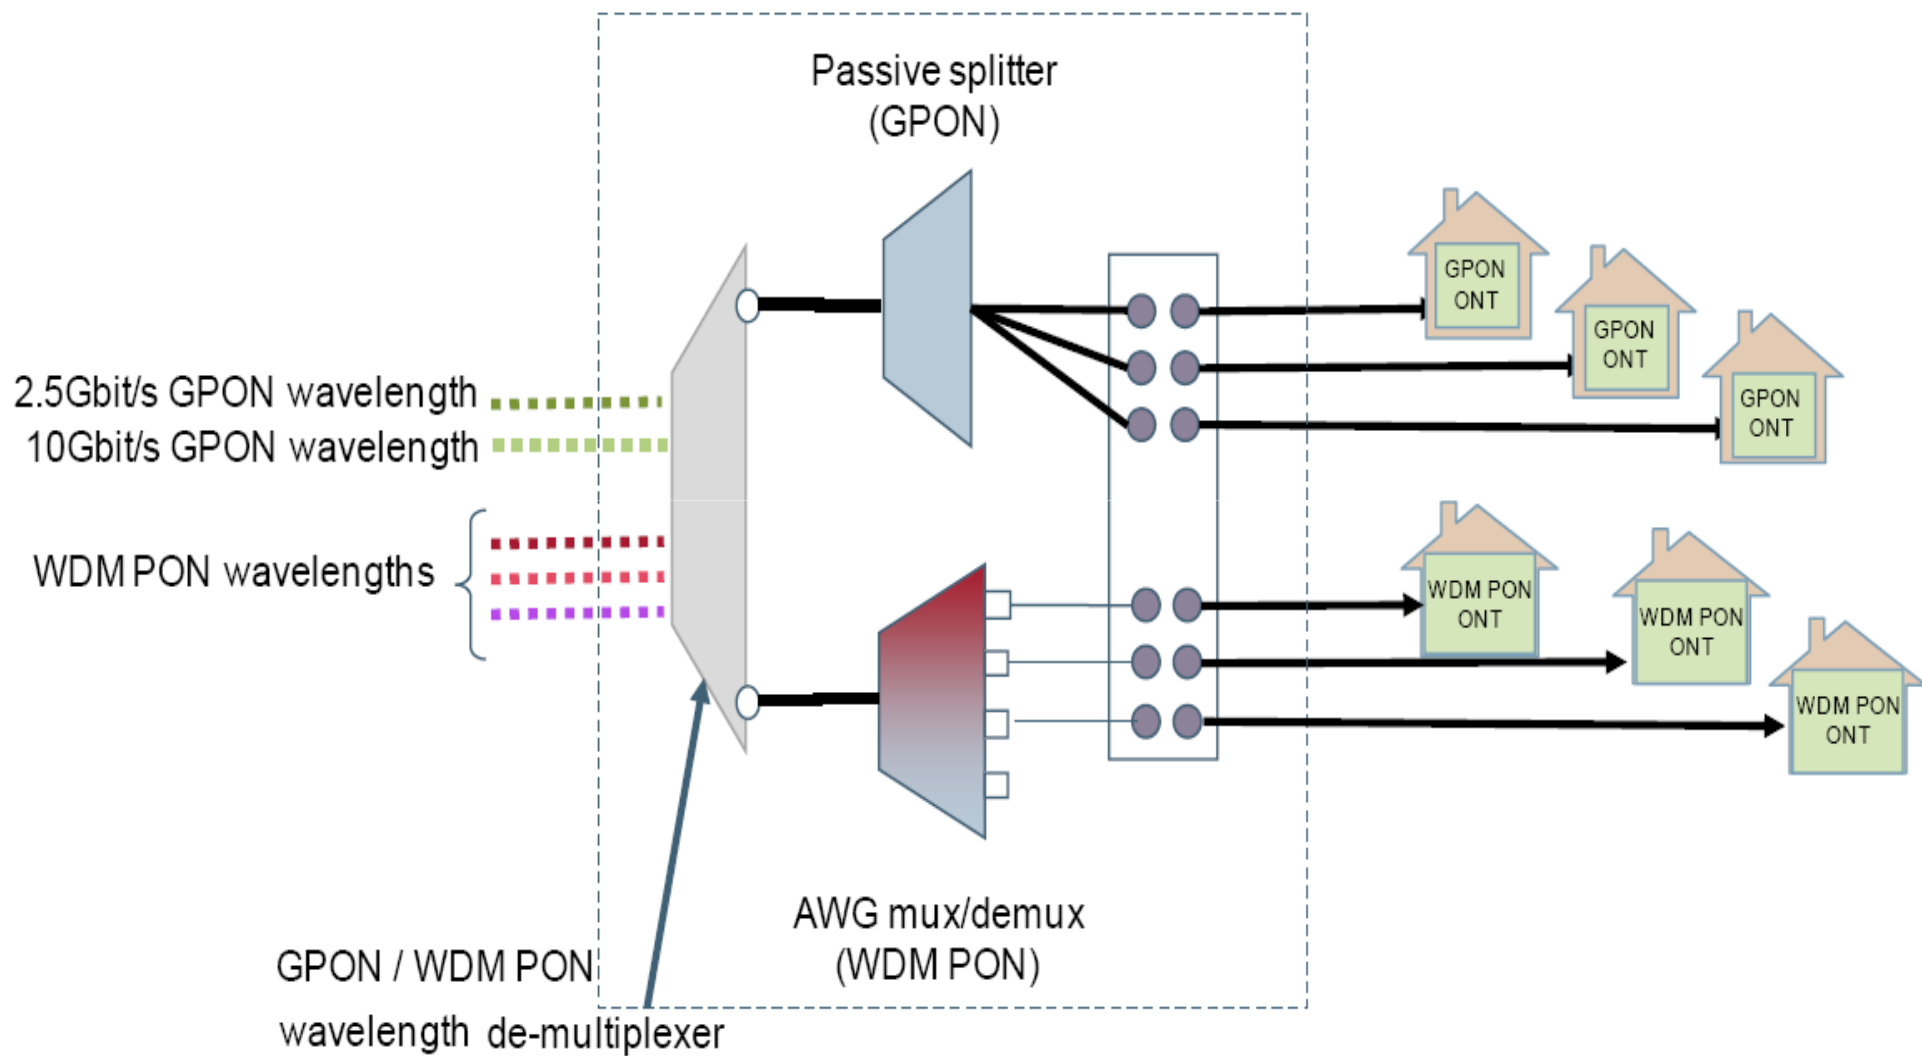 Passive splitter
(GPON)
GPON
ONT
GPON
ONT
GPON
ONT
2.5Gbit/s GPON wavelength
10Gbit/s GPON wavelength
WDM PON wavelengths
WDM PON
ONT
WDM PON
ONT
WDM PON
ONT
AWG mux/demux
(WDM PON)
GPON / WDM PON
wavelength de-multiplexer